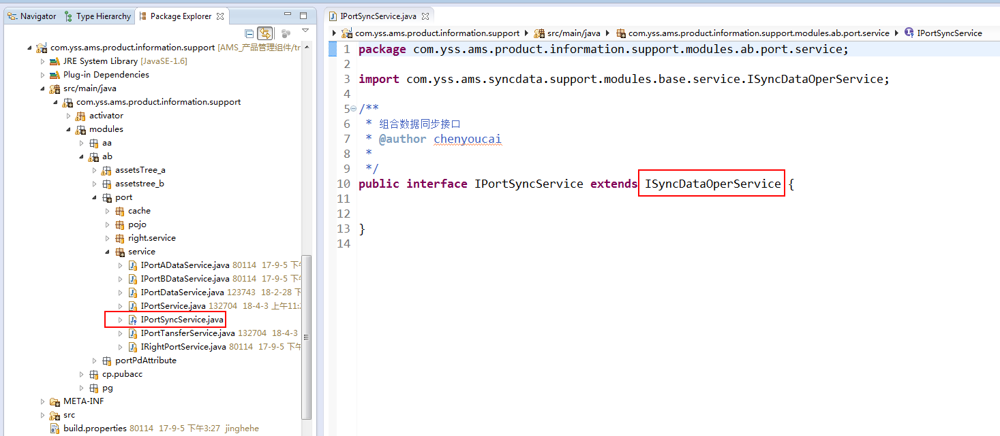 Navigator Type Hierarchy Package Explorer
com.yss.ams.product.information.support [AMS_产品管理组件/tr
JRE System Library [JavaSE-1.6]
Plug-in Dependencies
src/main/java
com.yss.ams.product.information.support
activator
modules
aa
ab
assetsTree_a
assetstree_b
port
cache
pojo
right.service
service
IPortADataService.java 80114 17-9-5 下午
IPortBDataService.java 80114 17-9-5 下午
IPortDataService.java 123743 18-2-28 下
IPortService.java 132704 18-4-3 上午11:
IPortSyncService.java
IPortTansferService.java 132704 18-4-3
IRightPortService.java 80114 17-9-5 下午
portPdAttribute
cp.pubacc
pg
META-INF
src
build.properties 80114 17-9-5 下午3:27 jinghehe
IPortSyncService.java
com.yss.ams.product.information.support src/main/java com.yss.ams.product.information.support.modules.ab.port.service IPortSyncService
1 package com.yss.ams.product.information.support.modules.ab.port.service;
2
3 import com.yss.ams.syncdata.support.modules.base.service.ISyncDataOperService;
4
5 /**
6 * 组合数据同步接口
7 * @author chenyoucai
8 *
9 */
10 public interface IPortSyncService extends ISyncDataOperService {
11
12
13 }
14